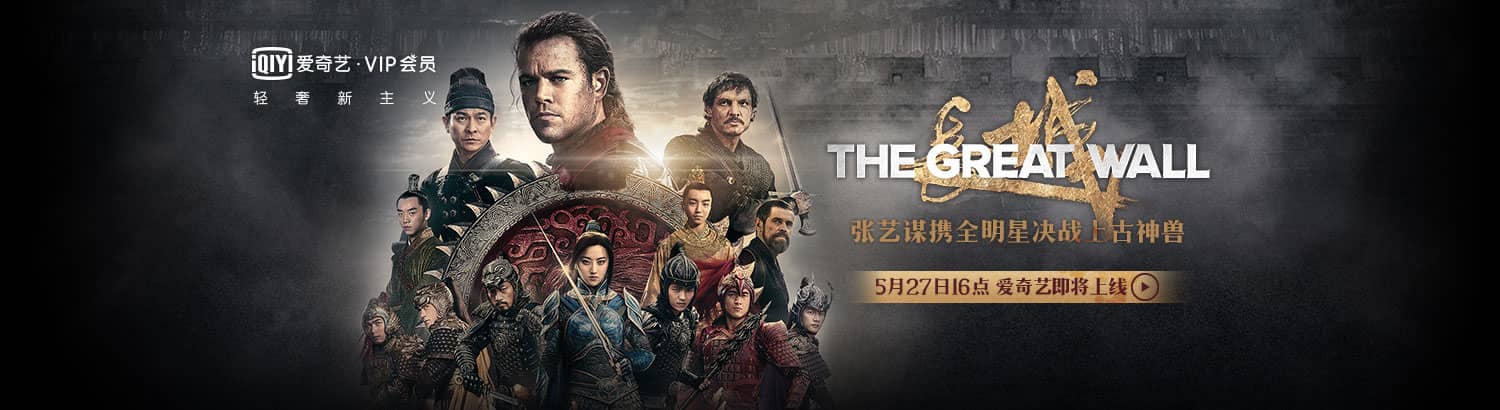 iQIY 爱奇艺·VIP会员
轻奢新主义
长城
THE GREAT WALL
张艺谋携全明星决战上古神兽
5月27日16点 爱奇艺即将上线